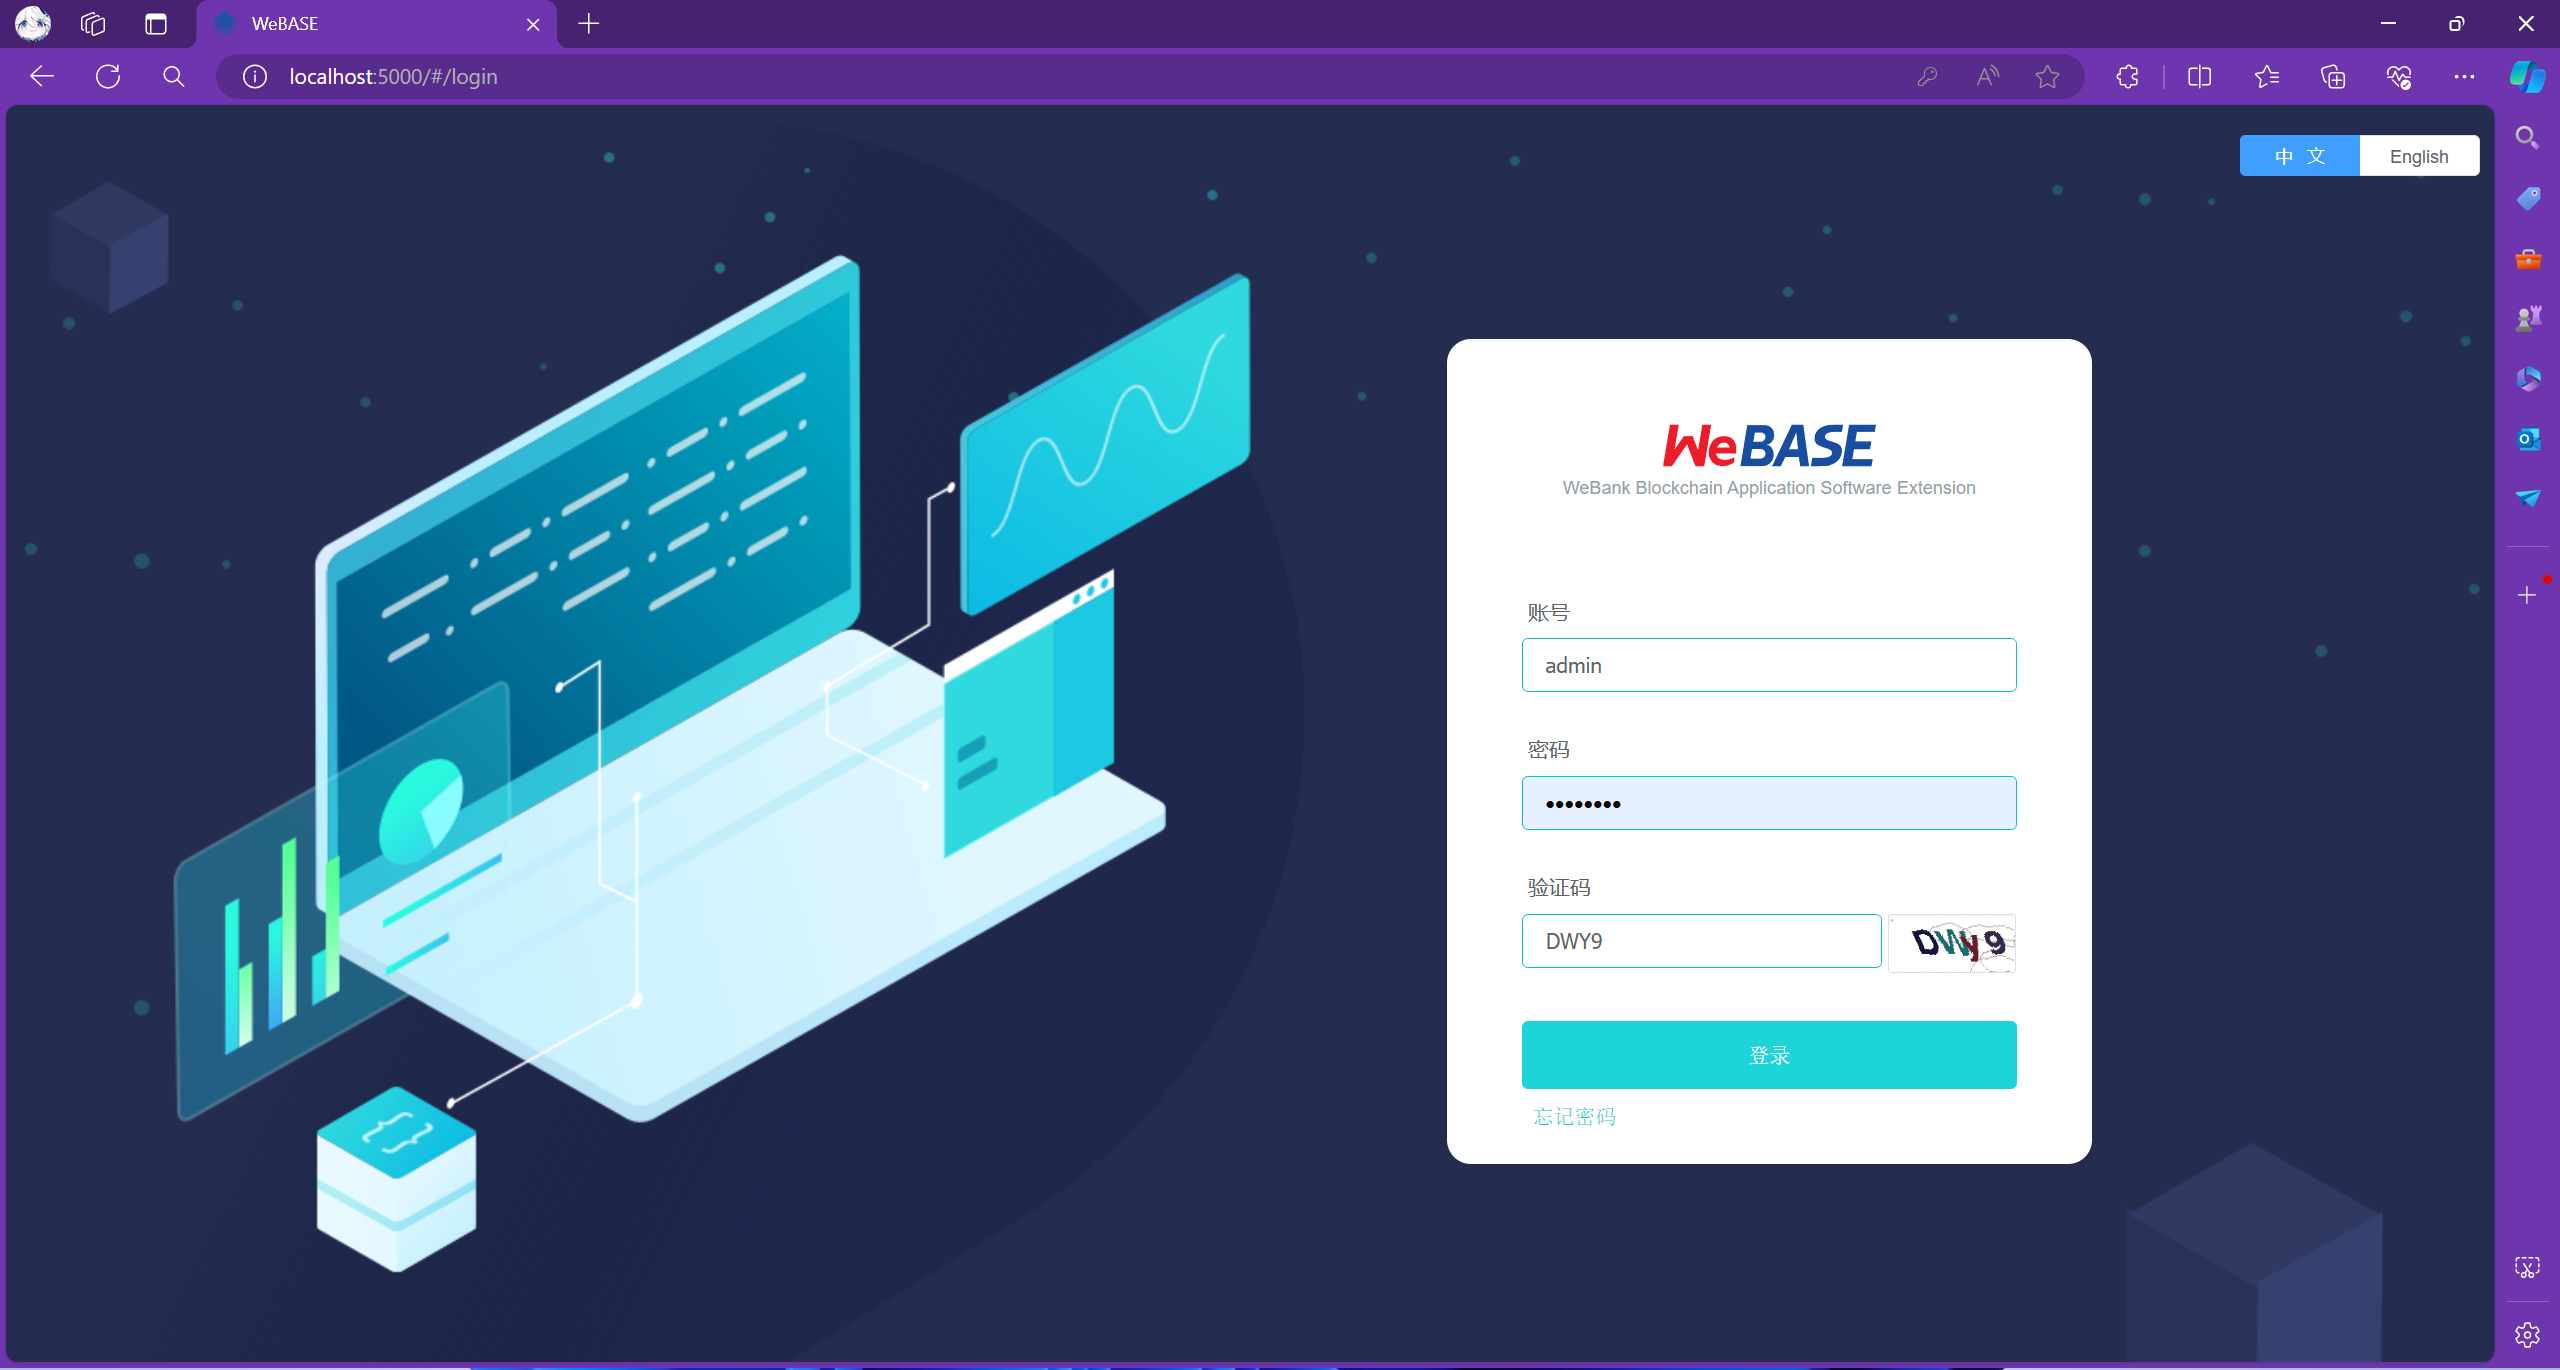 WeBASE
localhost:5000/#/login
中 文
English
WeBASE
WeBank Blockchain Application Software Extension
账号
admin
密码
••••••••
验证码
DWY9
DWy9
登录
忘记密码